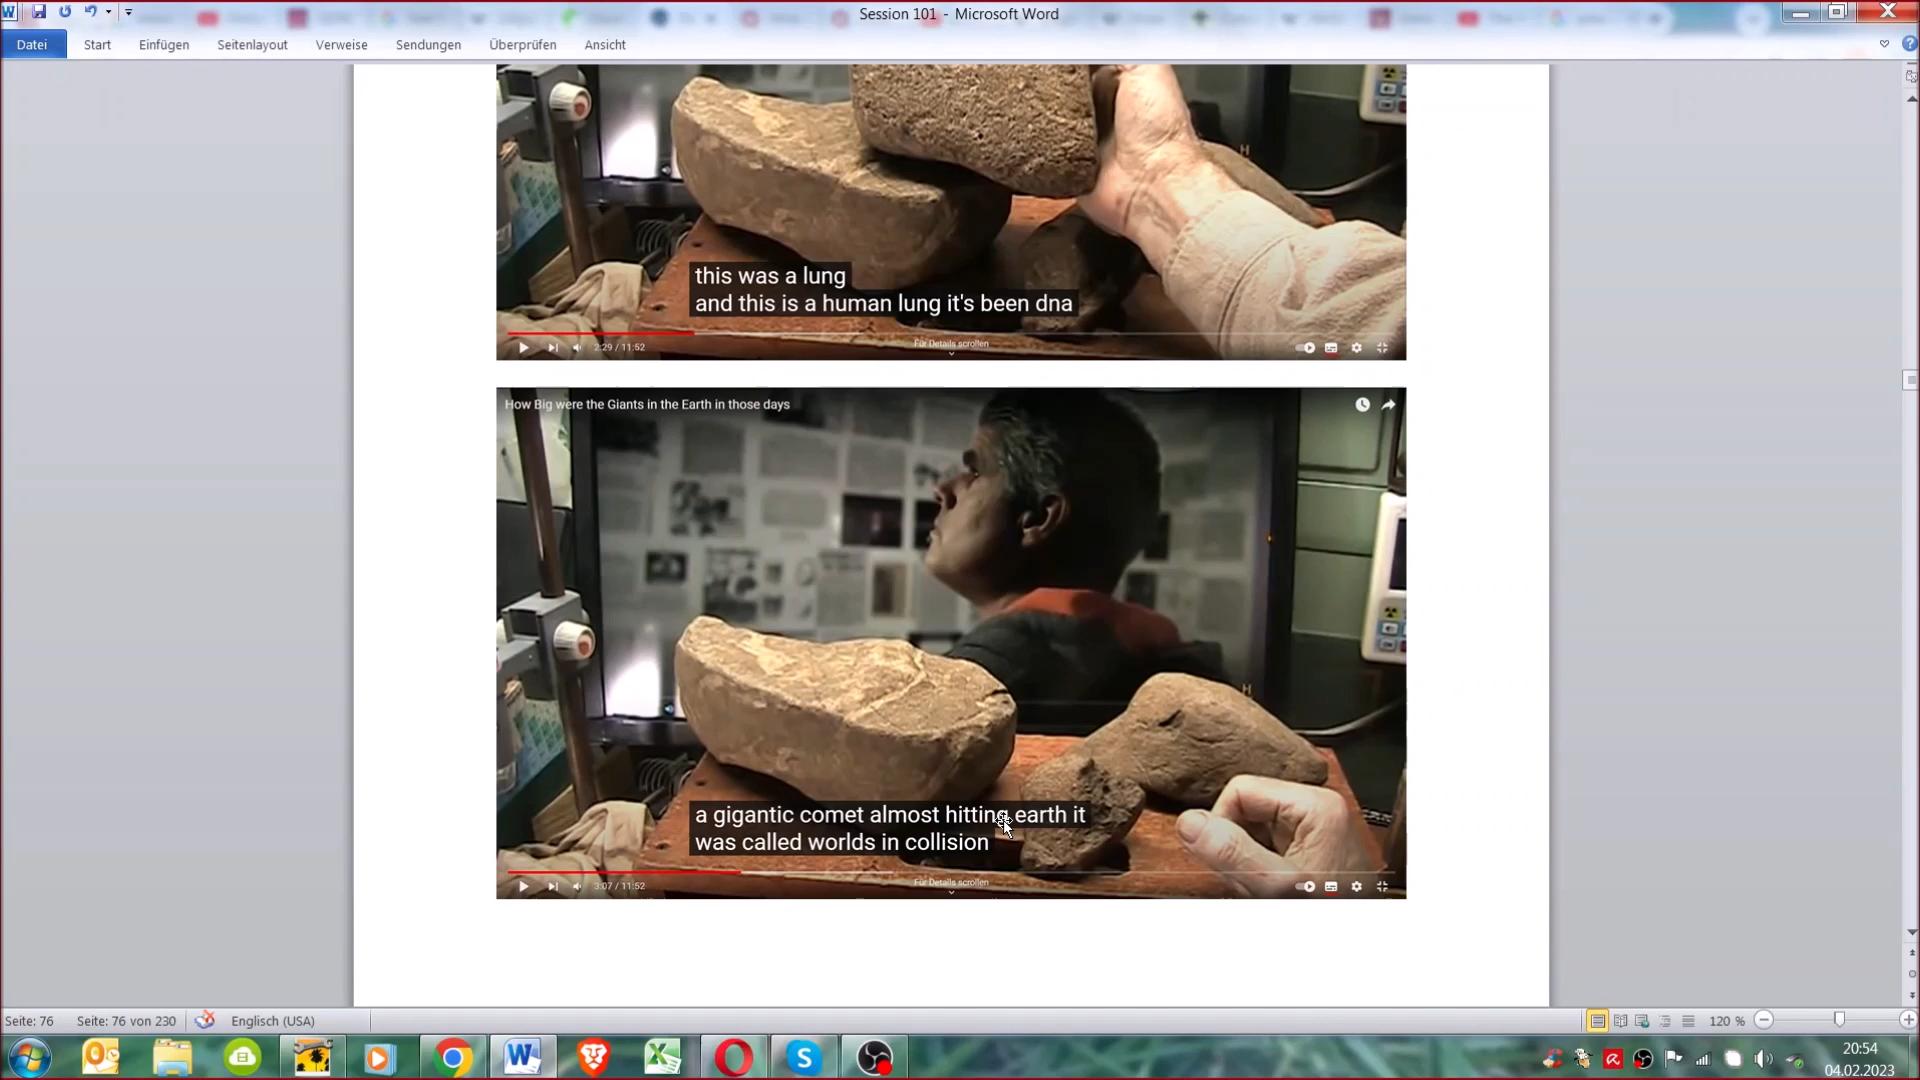 Session 101 - Microsoft Word
Datei Start Einfügen Seitenlayout Verweise Sendungen Überprüfen Ansicht
H
this was a lung
and this is a human lung it's been dna
2:29 / 11:52
Für Details scrollen
How Big were the Giants in the Earth in those days
H
a gigantic comet almost hitting earth it
was called worlds in collision
3:07 / 11:52
Für Details scrollen
Seite: 76 Seite: 76 von 230 Englisch (USA) 120 %
20:54
04.02.2023